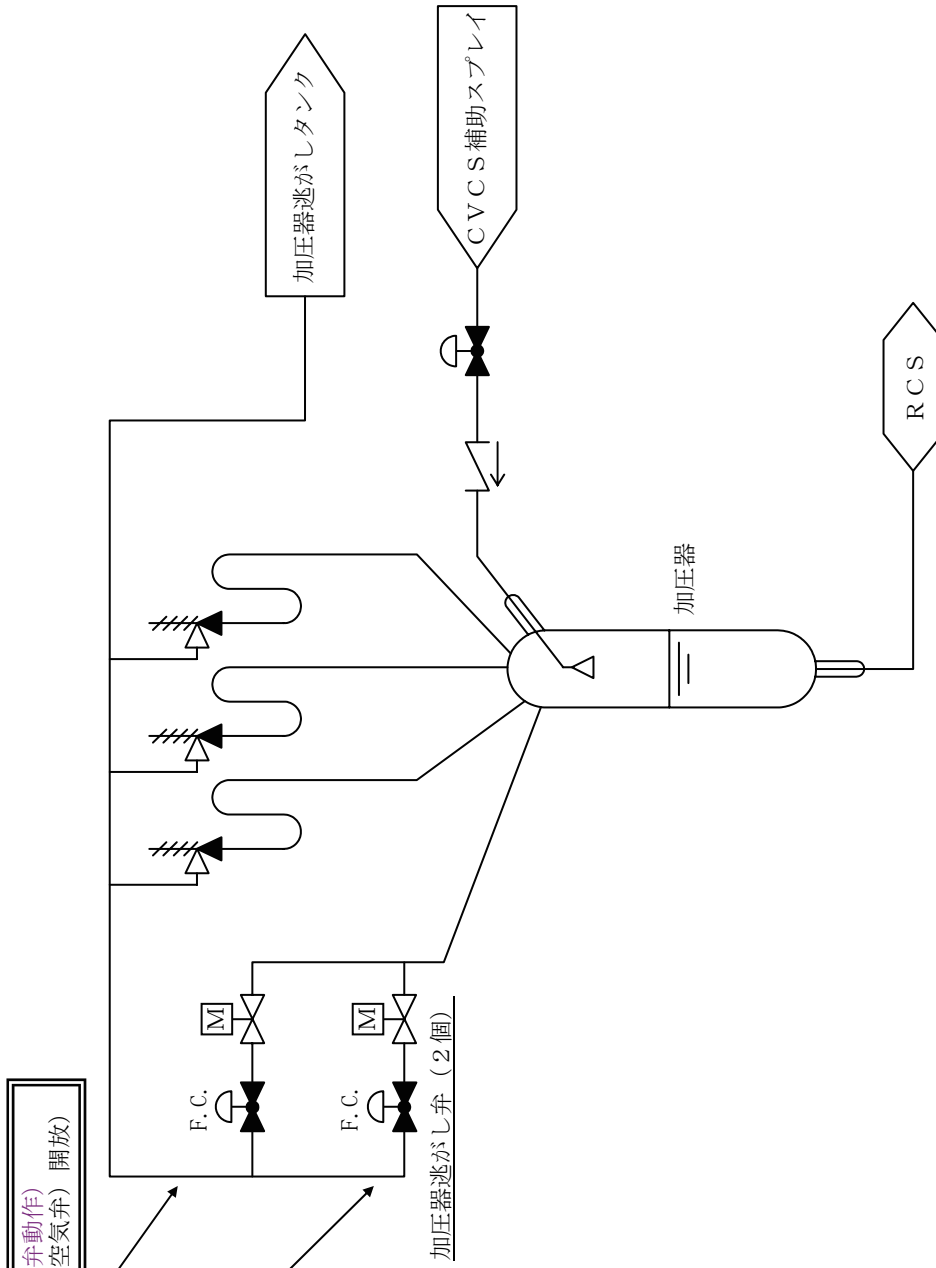 弁動作)
空気弁) 開放)
加圧器逃がしタンク
CVCS補助スプレイ
F.C.
M
F.C.
M
加圧器逃がし弁(2個)
加圧器
RCS